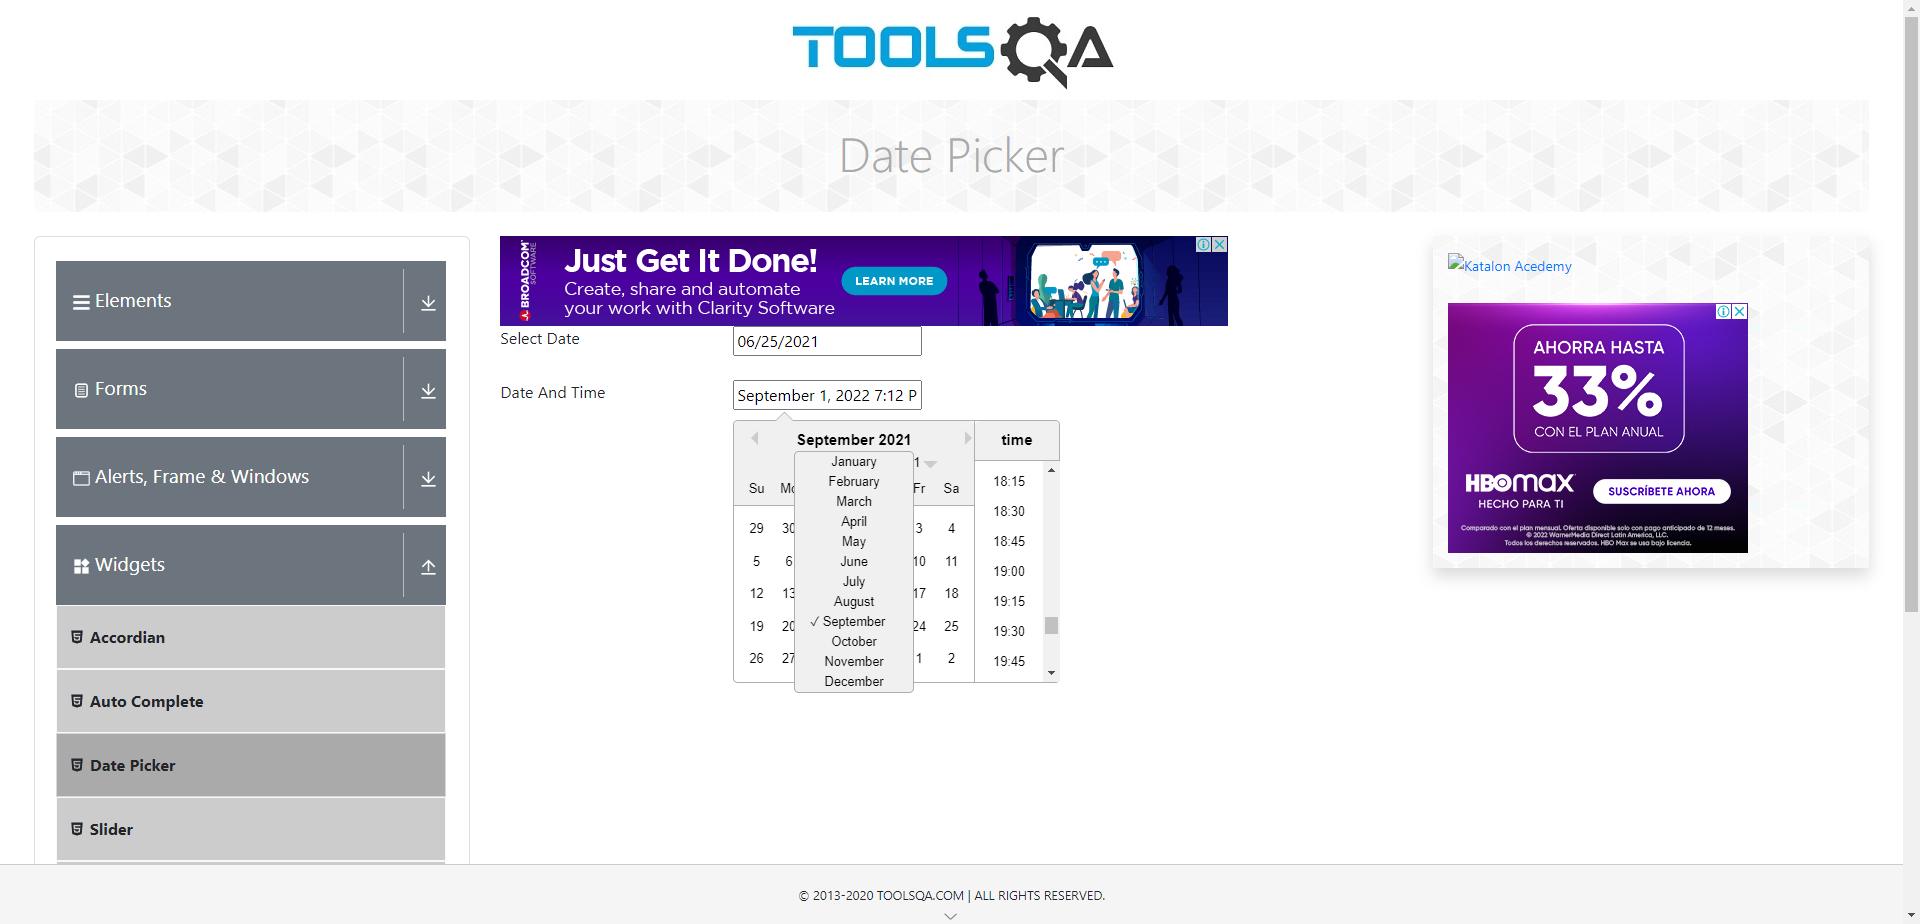 TOOLSQA
Date Picker
Elements
Forms
Alerts, Frame & Windows
Widgets
Accordian
Auto Complete
Date Picker
Slider
BROADCOM
SOFTWARE
Just Get It Done!
Create, share and automate
your work with Clarity Software
LEARN MORE
Select Date
06/25/2021
Date And Time
September 1, 2022 7:12 P
September 2021
January
February
March
April
May
June
July
August
✓ September
October
November
December
1
Su Mo Fr Sa
29 30 3 4
5 6 10 11
12 13 17 18
19 20 24 25
26 27 1 2
time
18:15
18:30
18:45
19:00
19:15
19:30
19:45
Katalon Acedemy
AHORRA HASTA
33%
CON EL PLAN ANUAL
HBOmax
HECHO PARA TI
SUSCRÍBETE AHORA
Comparado con el plan mensual. Oferta disponible solo con pago anticipado de 12 meses.
© 2022 WarnerMedia Direct Latin America, LLC.
Todos los derechos reservados. HBO Max se usa bajo licencia.
© 2013-2020 TOOLSQA.COM | ALL RIGHTS RESERVED.